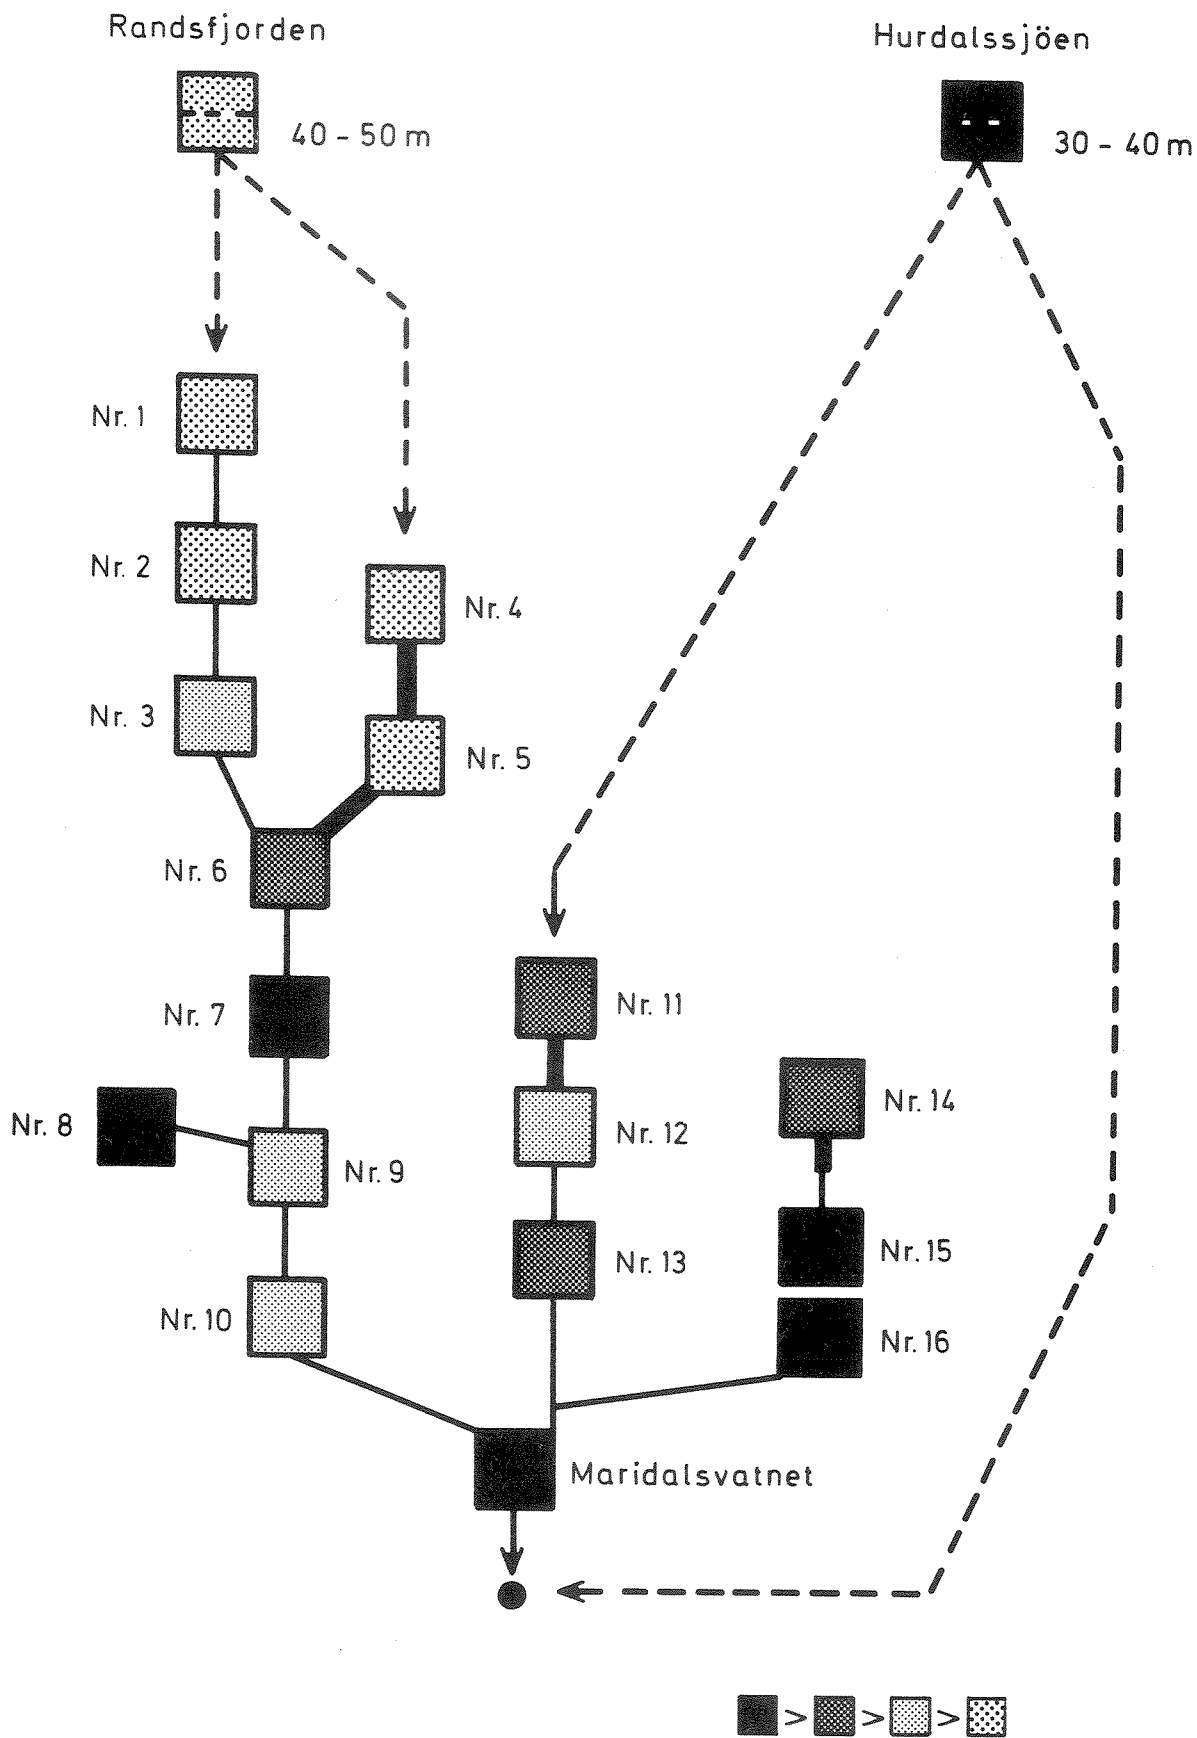 Randsfjorden
Hurdalssjöen
40 - 50 m
30 - 40 m
Nr. 1
Nr. 2
Nr. 4
Nr. 3
Nr. 5
Nr. 6
Nr. 11
Nr. 7
Nr. 14
Nr. 8
Nr. 12
Nr. 9
Nr. 15
Nr. 13
Nr. 10
Nr. 16
Maridalsvatnet
> > >